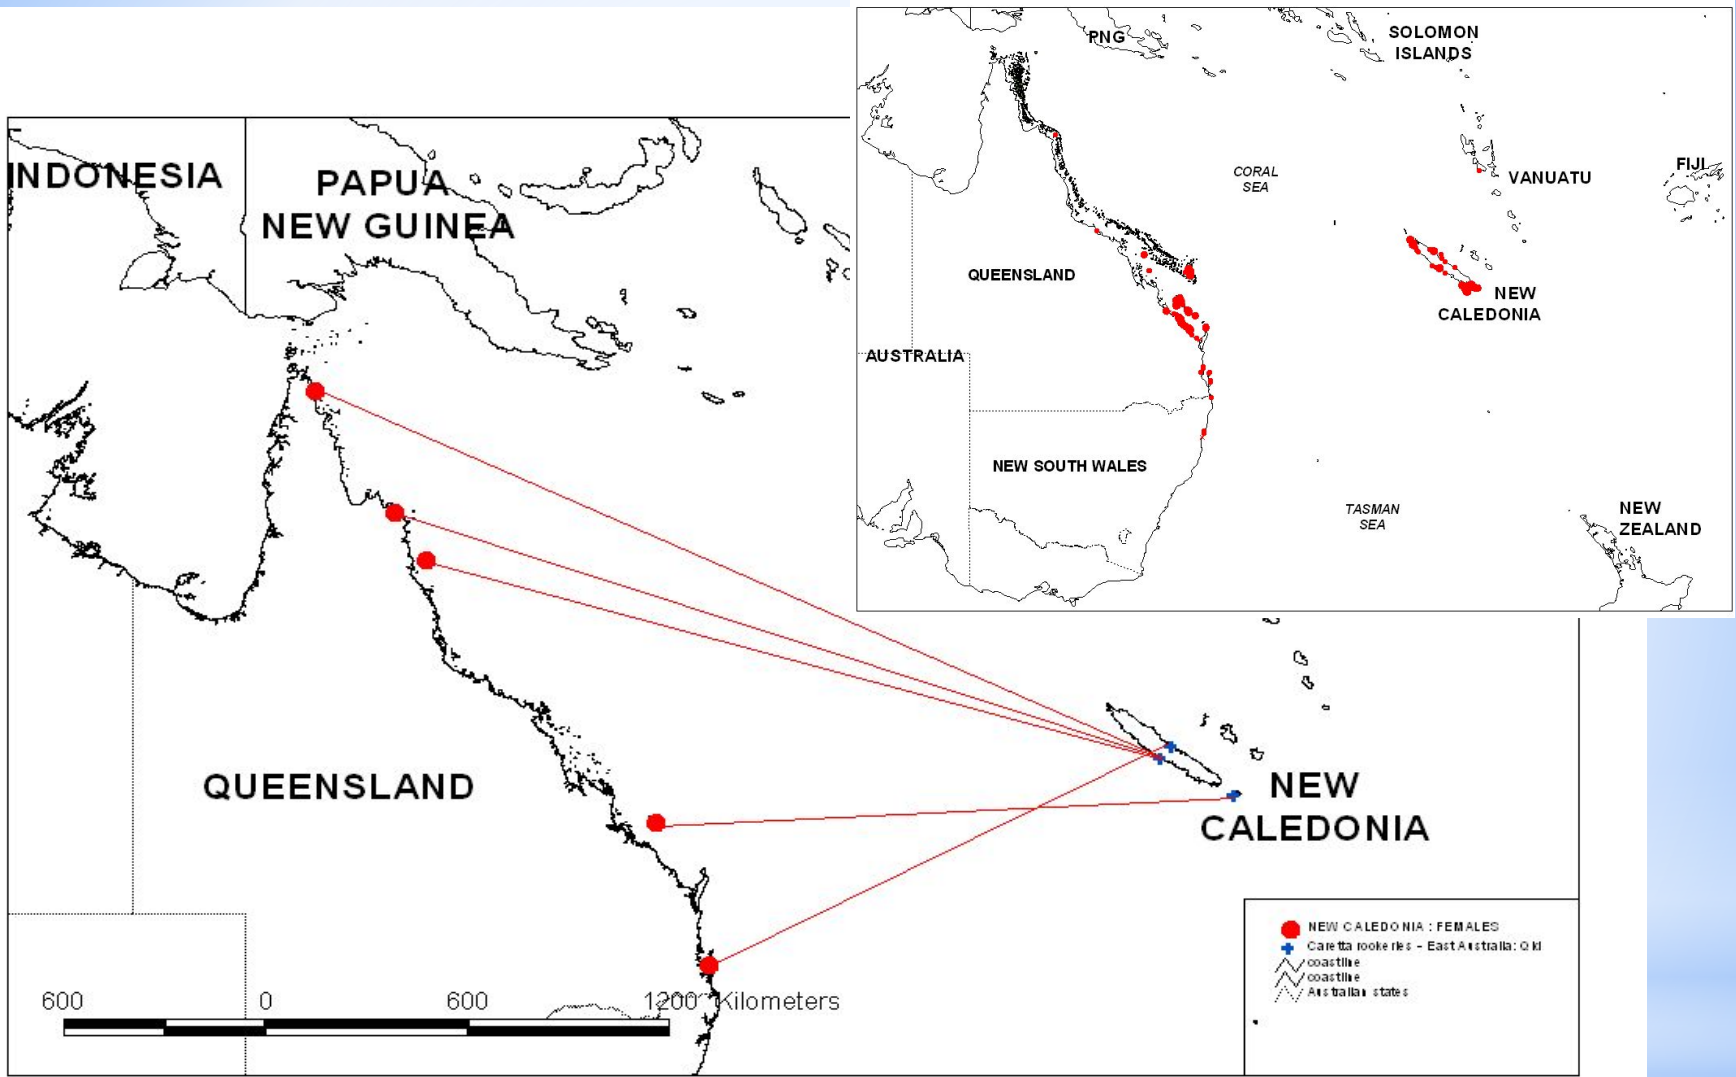 INDONESIA
PAPUA
NEW GUINEA
QUEENSLAND
NEW
CALEDONIA
600 0 600 1200 Kilometers
NEW CALEDONIA : FEMALES
Caretta rookeries - East Australia: Qld
coastline
coastline
Australian states
PNG
SOLOMON
ISLANDS
CORAL
SEA
VANUATU
FIJI
QUEENSLAND
NEW
CALEDONIA
AUSTRALIA
NEW SOUTH WALES
TASMAN
SEA
NEW
ZEALAND